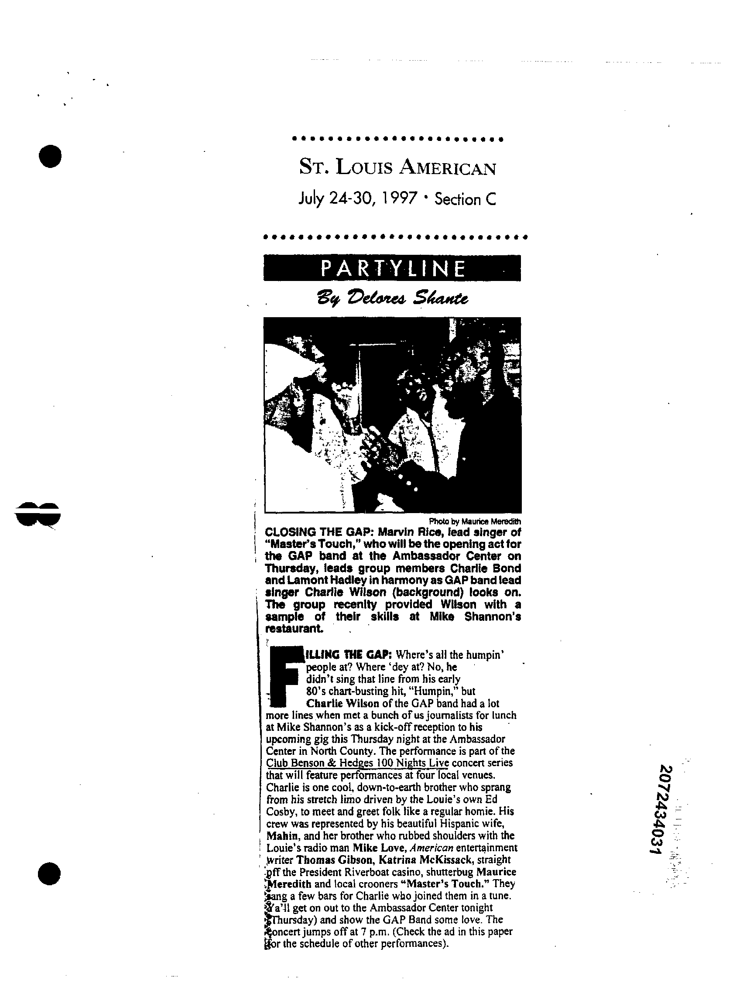 ST. LOUIS AMERICAN
July 24-30, 1997 · Section C
PARTYLINE
By Delores Shante
Photo by Maurice Meredith
CLOSING THE GAP: Marvin Rice, lead singer of
"Master's Touch," who will be the opening act for
the GAP band at the Ambassador Center on
Thursday, leads group members Charlie Bond
and Lamont Hadley in harmony as GAP band lead
singer Charlie Wilson (background) looks on.
The group recenlty provided Wilson with a
sample of their skills at Mike Shannon's
restaurant.
FILLING THE GAP: Where's all the humpin'
people at? Where 'dey at? No, he
didn't sing that line from his early
80's chart-busting hit, "Humpin," but
Charlie Wilson of the GAP band had a lot
more lines when met a bunch of us journalists for lunch
at Mike Shannon's as a kick-off reception to his
upcoming gig this Thursday night at the Ambassador
Center in North County. The performance is part of the
Club Benson & Hedges 100 Nights Live concert series
that will feature performances at four local venues.
Charlie is one cool, down-to-earth brother who sprang
from his stretch limo driven by the Louie's own Ed
Cosby, to meet and greet folk like a regular homie. His
crew was represented by his beautiful Hispanic wife,
Mahin, and her brother who rubbed shoulders with the
Louie's radio man Mike Love, American entertainment
writer Thomas Gibson, Katrina McKissack, straight
off the President Riverboat casino, shutterbug Maurice
Meredith and local crooners "Master's Touch." They
sang a few bars for Charlie who joined them in a tune.
Ya'll get on out to the Ambassador Center tonight
(Thursday) and show the GAP Band some love. The
concert jumps off at 7 p.m. (Check the ad in this paper
for the schedule of other performances).
2072434031